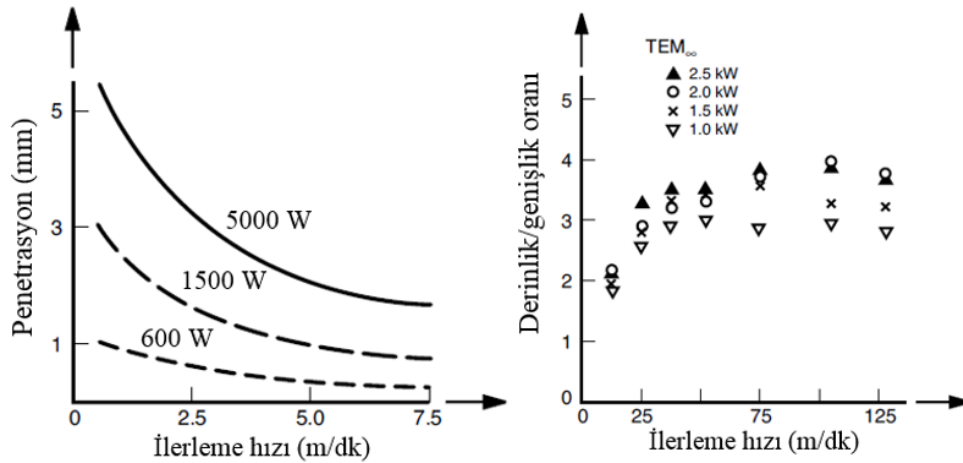 Penetrasyon (mm)
5
3
1
0
5000 W
1500 W
600 W
2.5
5.0
7.5
İlerleme hızı (m/dk)
Derinlik/genişlik oranı
5
4
3
2
1
0
TEM∞
2.5 kW
2.0 kW
1.5 kW
1.0 kW
25
75
125
İlerleme hızı (m/dk)